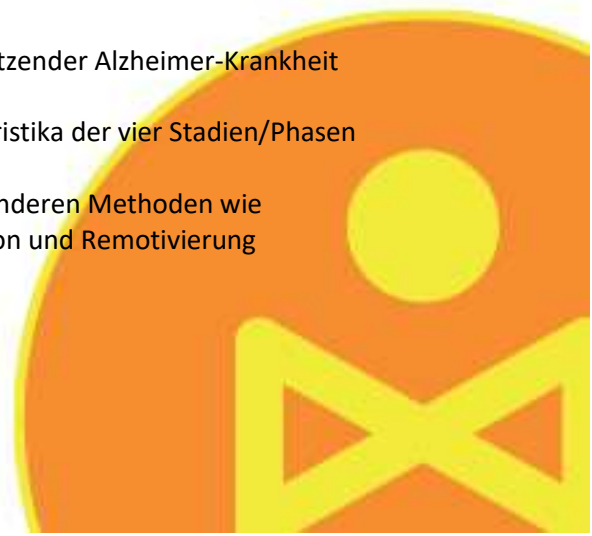 tzender Alzheimer-Krankheit
ristika der vier Stadien/Phasen
nderen Methoden wie
on und Remotivierung